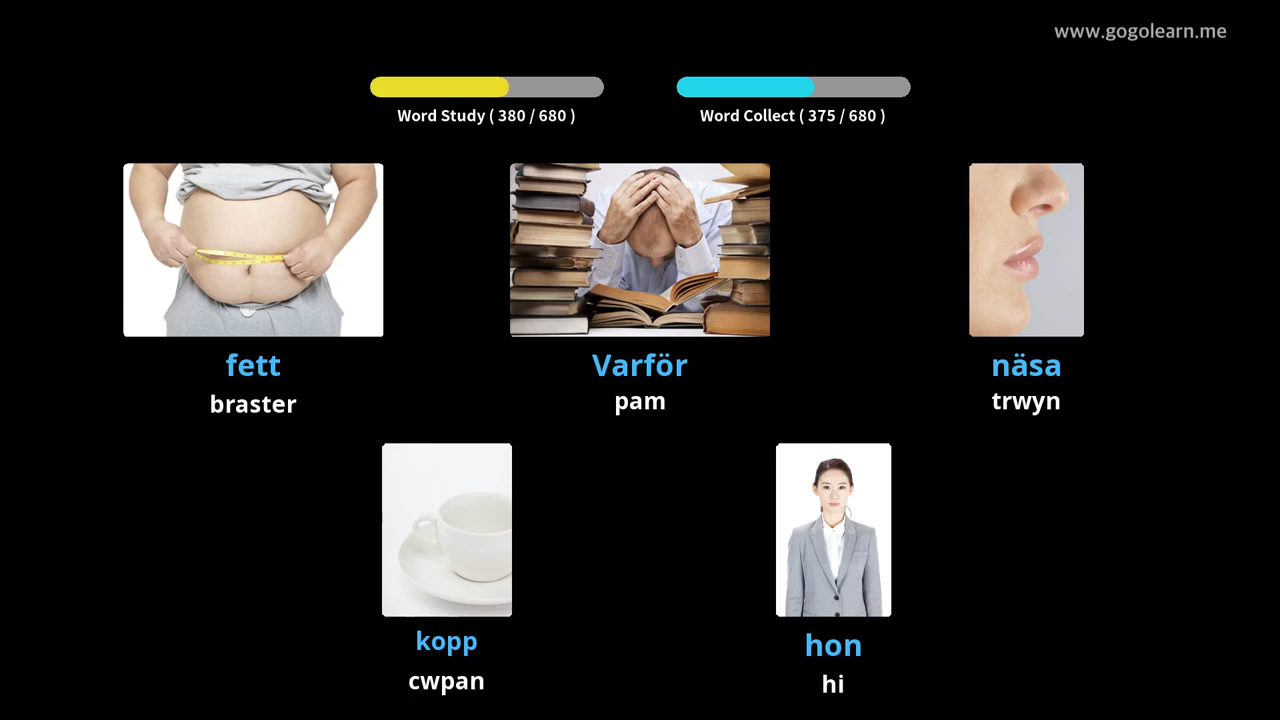 www.gogolearn.me
Word Study ( 380 / 680 )
Word Collect ( 375 / 680 )
fett
braster
Varför
pam
näsa
trwyn
kopp
cwpan
hon
hi